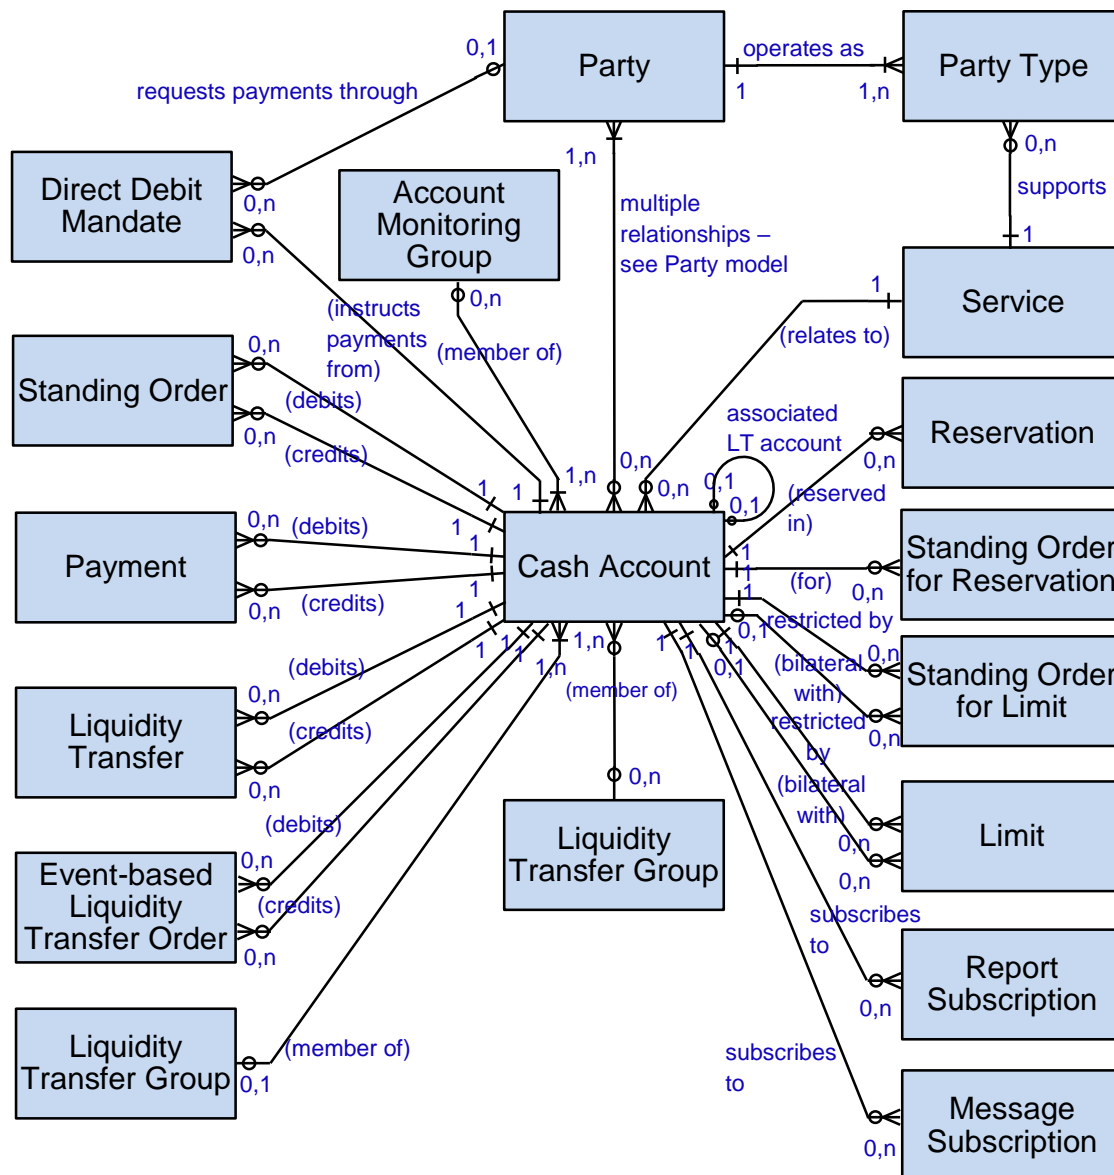 0,1
Party
operates as
1
1,n
Party Type
requests payments through
0,n
supports
1
1,n
Direct Debit
Mandate
0,n
0,n
Account
Monitoring
Group
0,n
multiple
relationships –
see Party model
1
Service
(instructs
payments
from)
(member of)
(relates to)
Standing Order
0,n
(debits)
0,n
(credits)
associated
LT account
0,1
0,1
Reservation
0,n
(reserved
in)
1
1
1
1,n
0,n
0,n
Payment
0,n
(debits)
1
0,n
(credits)
1
Cash Account
1
1
(for)
0,n
Standing Order
for Reservation
1
restricted by
0,1
0,n
(bilateral
with)
0,n
Standing Order
for Limit
Liquidity
Transfer
0,n
(debits)
1
0,n
(credits)
1
1
1
1,n
1,n
(member of)
1
1
0,1
1
restricted
by
(bilateral
with)
0,n
0,n
Limit
0,n
Liquidity
Transfer Group
Event-based
Liquidity
Transfer Order
0,n
(debits)
0,n
(credits)
subscribes
to
0,n
Report
Subscription
Liquidity
Transfer Group
0,1
(member of)
subscribes
to
0,n
Message
Subscription